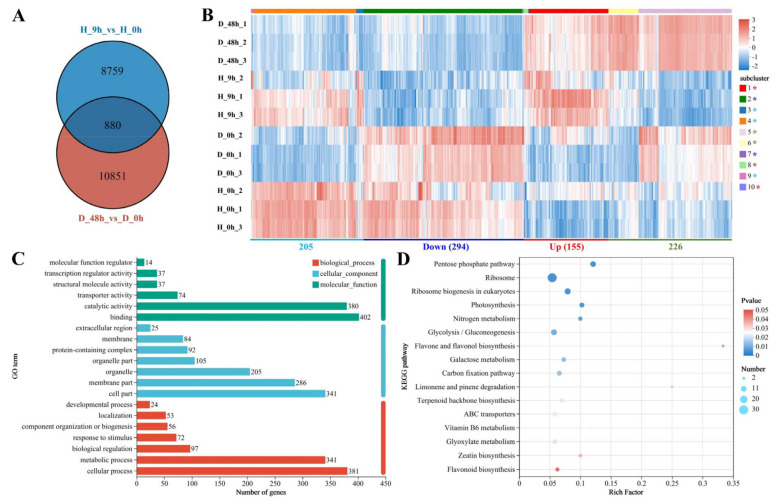 A
H_9h_vs_H_0h
8759
880
10851
D_48h_vs_D_0h
B
D_48h_1
D_48h_2
D_48h_3
H_9h_2
H_9h_1
H_9h_3
D_0h_2
D_0h_1
D_0h_3
H_0h_2
H_0h_1
H_0h_3
205
Down (294)
Up (155)
226
3
2
1
0
-1
-2
subcluster
1 *
2 *
3 *
4 *
5 *
6 *
7 *
8 *
9 *
10 *
C
GO term
molecular function regulator 14
transcription regulator activity 37
structural molecule activity 37
transporter activity 74
catalytic activity 380
binding 402
extracellular region 25
membrane 84
protein-containing complex 92
organelle part 105
organelle 205
membrane part 286
cell part 341
developmental process 24
localization 53
component organization or biogenesis 56
response to stimulus 72
biological regulation 97
metabolic process 341
cellular process 381
0 50 100 150 200 250 300 350 400 450
Number of genes
biological_process
cellular_component
molecular_function
D
KEGG pathway
Pentose phosphate pathway
Ribosome
Ribosome biogenesis in eukaryotes
Photosynthesis
Nitrogen metabolism
Glycolysis / Gluconeogenesis
Flavone and flavonol biosynthesis
Galactose metabolism
Carbon fixation pathway
Limonene and pinene degradation
Terpenoid backbone biosynthesis
ABC transporters
Vitamin B6 metabolism
Glyoxylate metabolism
Zeatin biosynthesis
Flavonoid biosynthesis
0 0.05 0.1 0.15 0.2 0.25 0.3 0.35
Rich Factor
Pvalue
0.05
0.05
0.04
0.03
0.03
0.02
0.02
0.01
0
Number
2
11
20
30